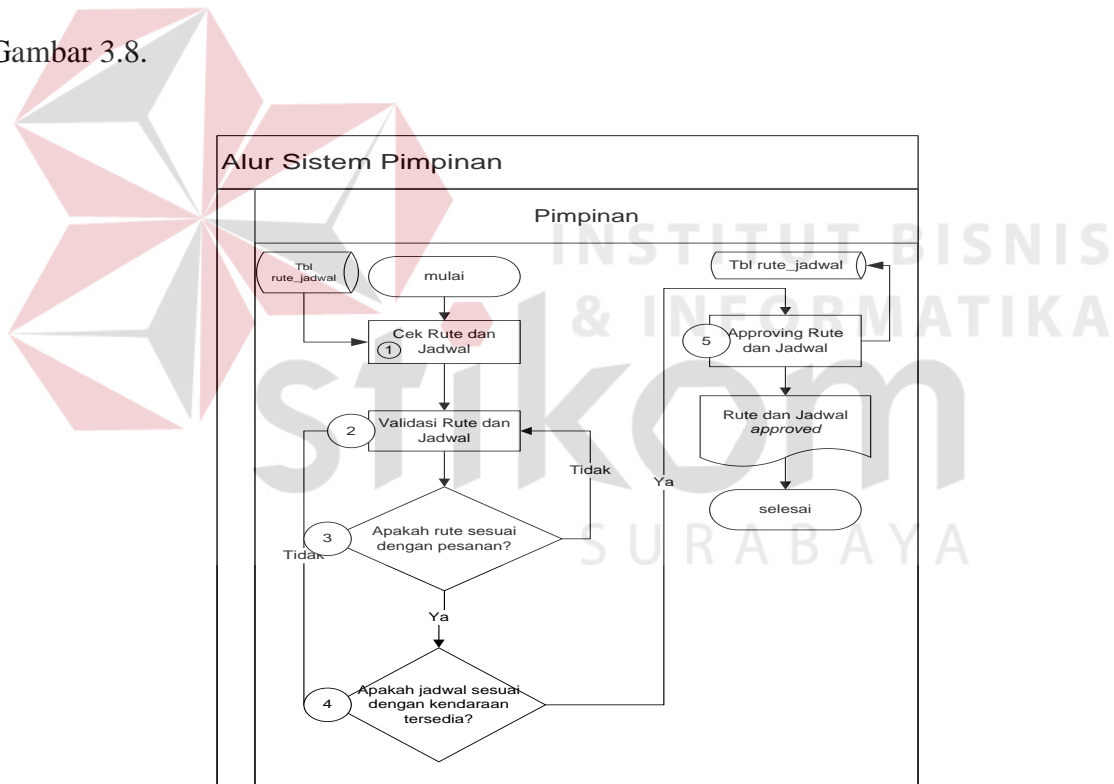 Gambar 3.8.
Alur Sistem Pimpinan
Pimpinan
Tbl
rute_jadwal
mulai
1
Cek Rute dan
Jadwal
2
Validasi Rute dan
Jadwal
Tidak
3
Apakah rute sesuai
dengan pesanan?
Tidak
Ya
4
Apakah jadwal sesuai
dengan kendaraan
tersedia?
Ya
Tbl rute_jadwal
5
Approving Rute
dan Jadwal
Rute dan Jadwal
approved
selesai
INSTITUT BISNIS
& INFORMATIKA
stikom
SURABAYA